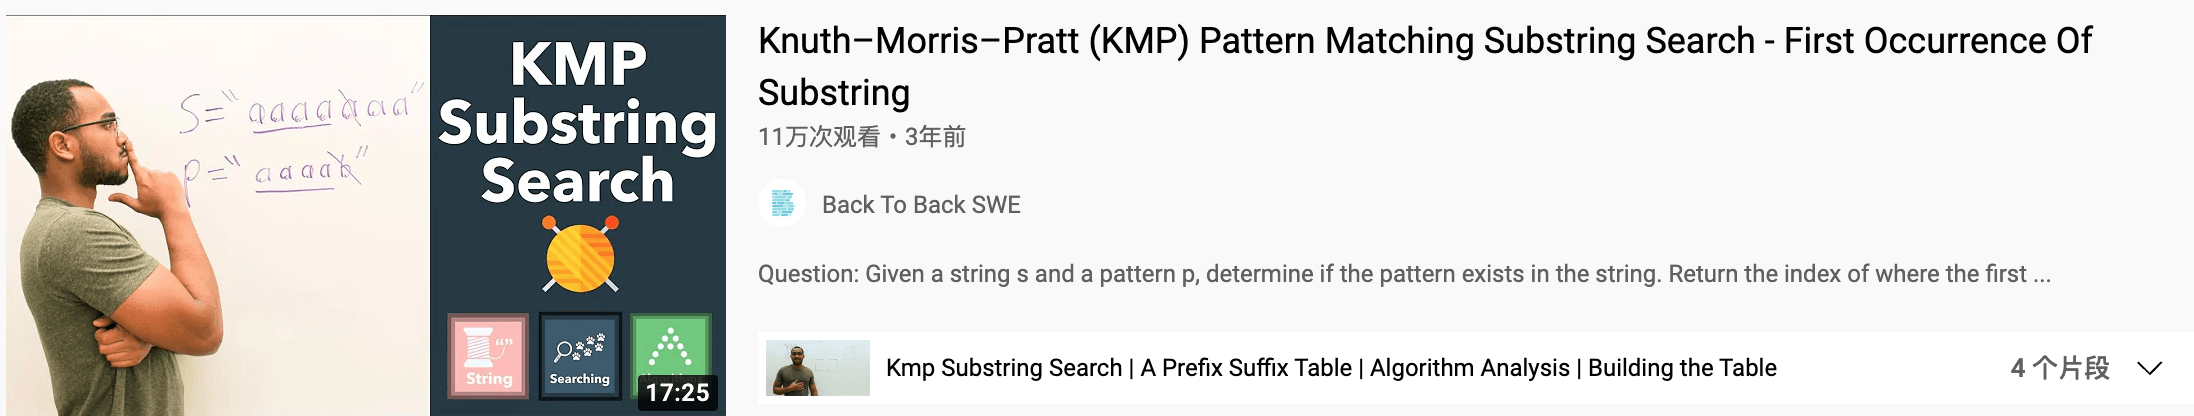 S="aaaaaaa"
P="aaaab"
KMP
Substring
Search
String
Searching
17:25
Knuth–Morris–Pratt (KMP) Pattern Matching Substring Search - First Occurrence Of
Substring
11万次观看 • 3年前
Back To Back SWE
Question: Given a string s and a pattern p, determine if the pattern exists in the string. Return the index of where the first ...
Kmp Substring Search | A Prefix Suffix Table | Algorithm Analysis | Building the Table
4 个片段